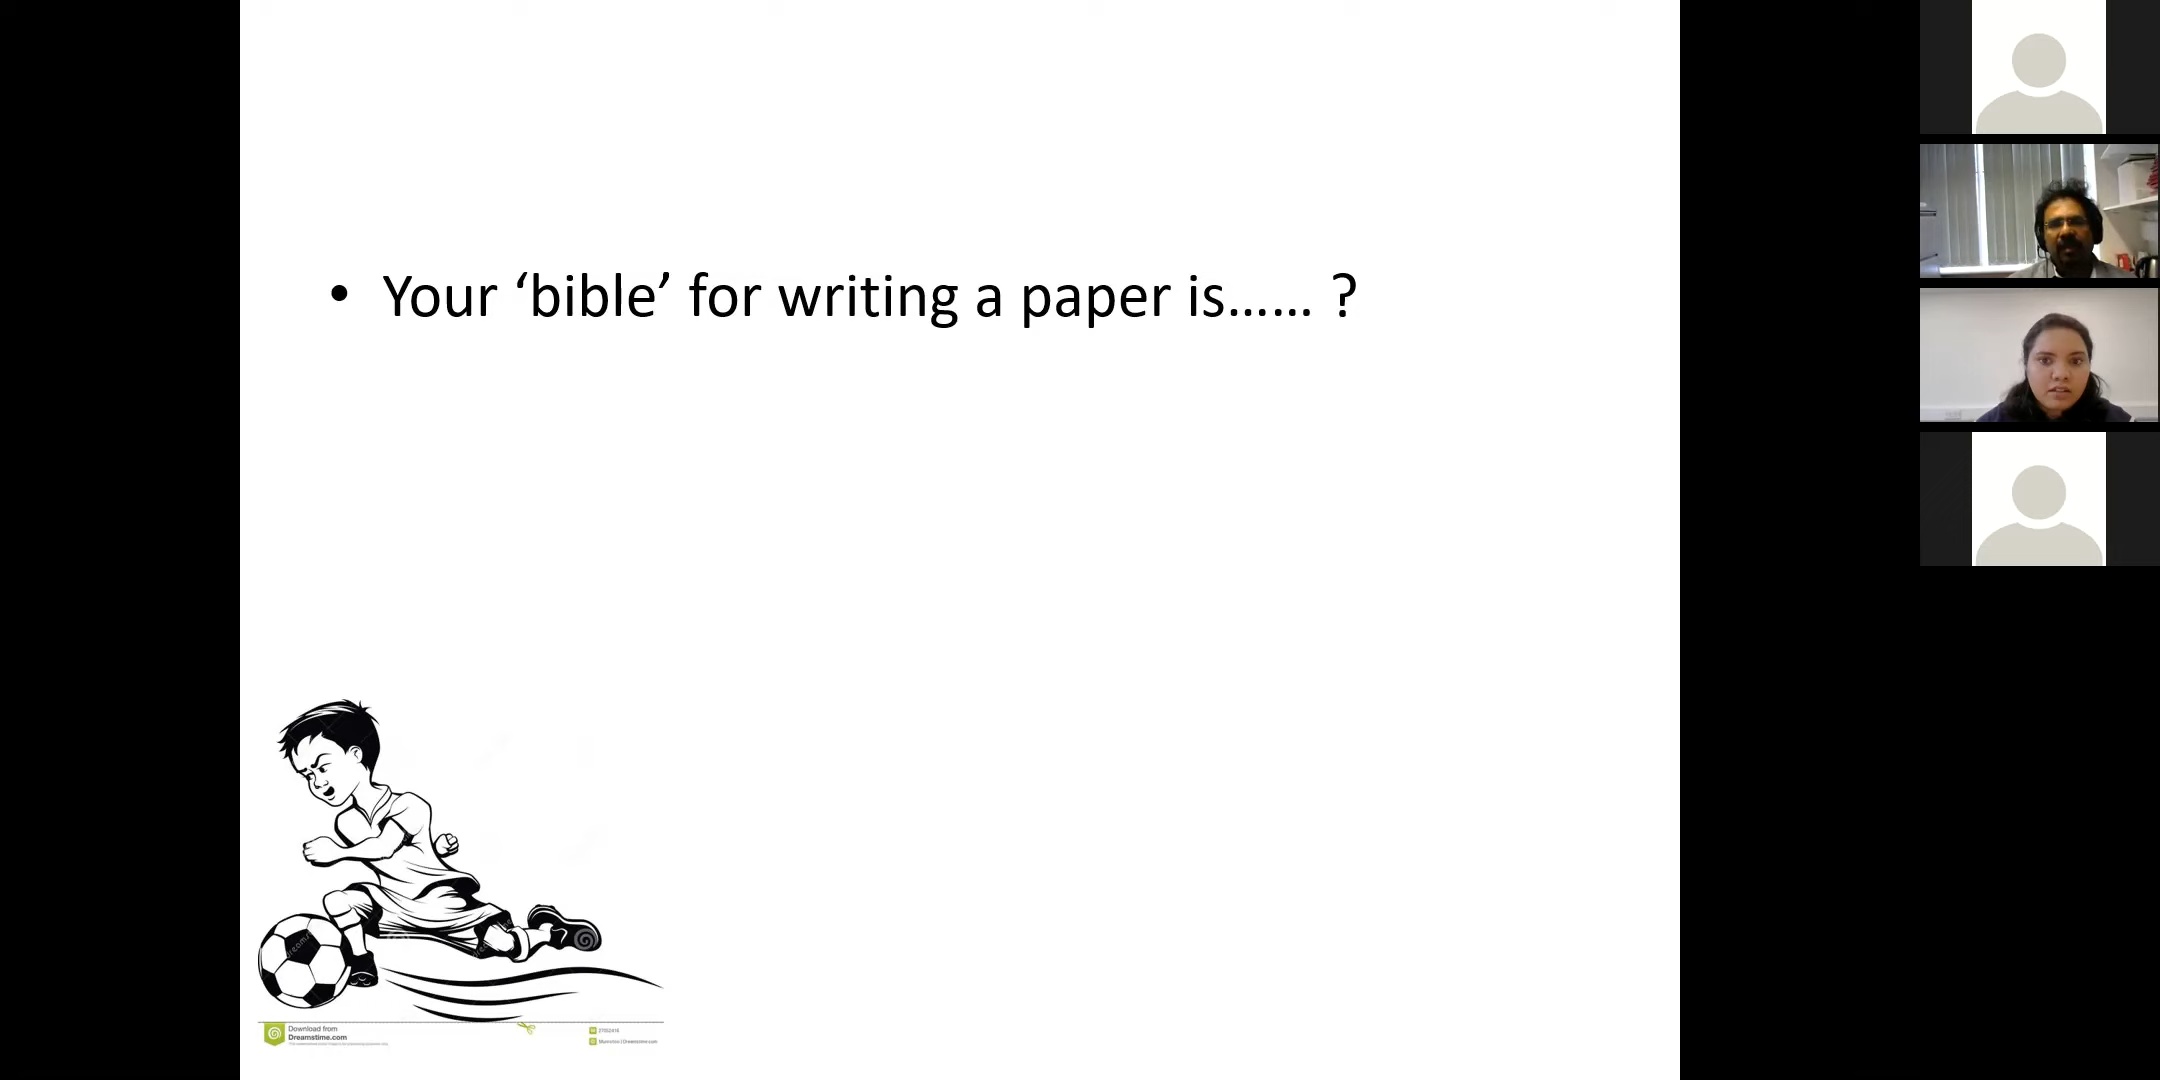 • Your ‘bible’ for writing a paper is…… ?
Download from
Dreamstime.com